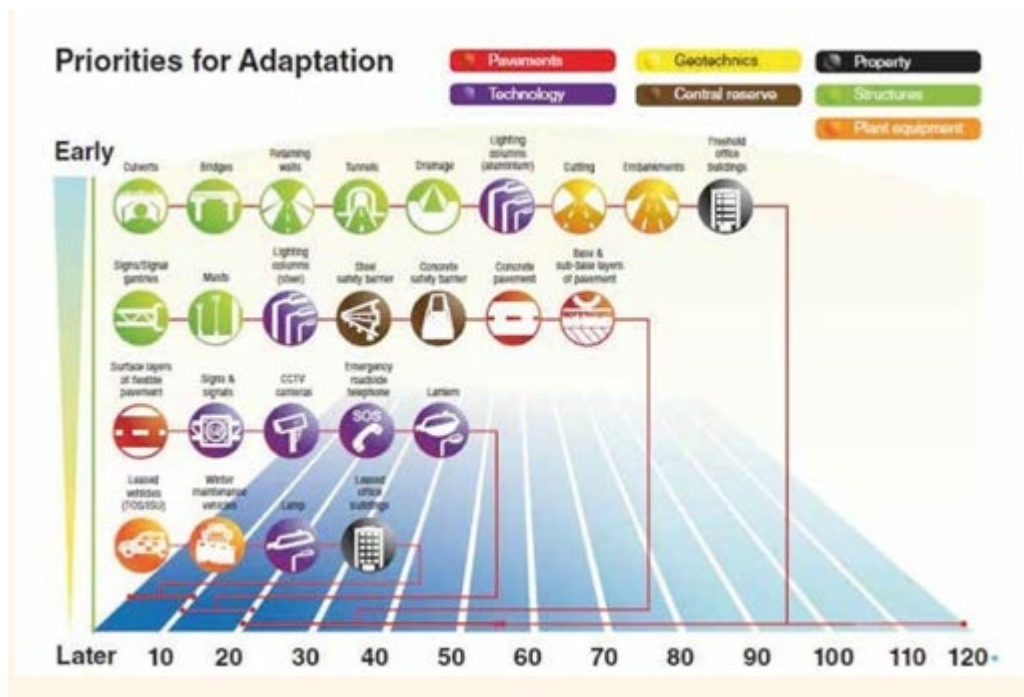 Priorities for Adaptation
Pavements
Geotechnics
Property
Technology
Central reserve
Structures
Plant equipment
Early
Culverts
Bridges
Retaining
walls
Tunnels
Drainage
Lighting
columns
(aluminium)
Cutting
Embankments
Freehold
office
buildings
Signs/Signal
gantries
Masts
Lighting
columns
(steel)
Steel
safety barrier
Concrete
safety barrier
Concrete
pavement
Base &
sub-base layers
of pavement
Surface layers
of flexible
pavement
Signs &
signals
CCTV
cameras
Emergency
roadside
telephone
SOS
Lantern
Leased
vehicles
(TOS/ISU)
Winter
maintenance
vehicles
Lamp
Leased
office
buildings
Later 10 20 30 40 50 60 70 80 90 100 110 120